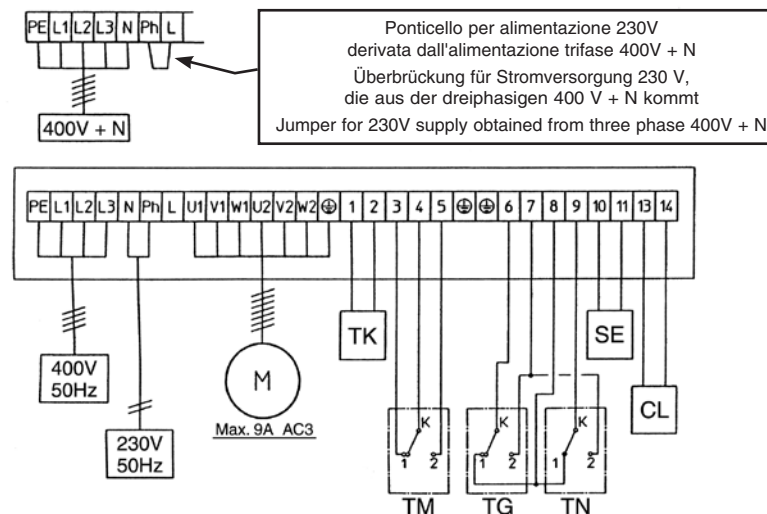 PE L1 L2 L3 N Ph L
400V + N
Ponticello per alimentazione 230V
derivata dall'alimentazione trifase 400V + N
Überbrückung für Stromversorgung 230 V,
die aus der dreiphasigen 400 V + N kommt
Jumper for 230V supply obtained from three phase 400V + N
PE L1 L2 L3 N Ph L U1 V1 W1 U2 V2 W2 1 2 3 4 5 6 7 8 9 10 11 13 14
TK
SE
400V
50Hz
M
CL
Max. 9A AC3
230V
50Hz
K
1 2
K
1 2
K
1 2
TM TG TN